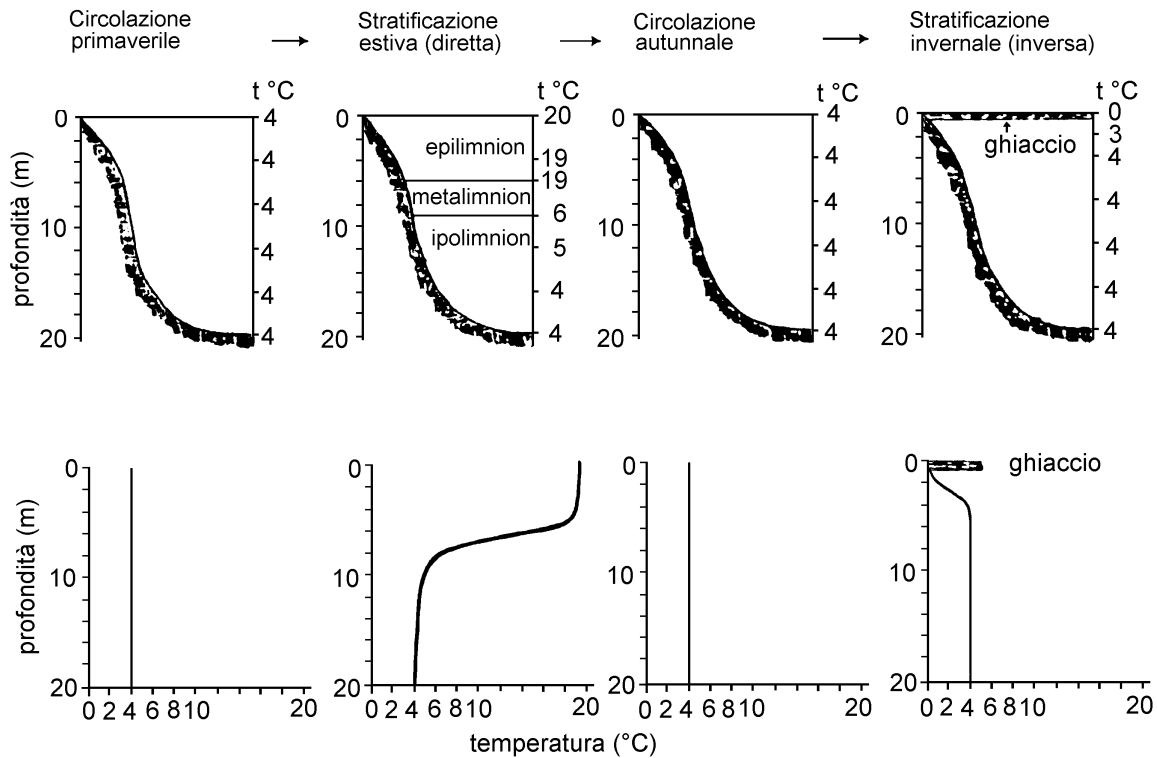 Circolazione
primaverile
Stratificazione
estiva (diretta)
Circolazione
autunnale
Stratificazione
invernale (inversa)
t °C
t °C
t °C
t °C
profondità (m)
0
10
20
4
4
4
4
4
4
0
10
20
epilimnion
metalimnion
ipolimnion
20
19
19
6
5
4
4
0
10
20
4
4
4
4
4
4
0
10
20
ghiaccio
0
3
4
4
4
4
4
profondità (m)
0
10
20
0 2 4 6 8 10 20
0
10
20
0 2 4 6 8 10 20
0
10
20
0 2 4 6 8 10 20
ghiaccio
0
10
20
0 2 4 6 8 10 20
temperatura (°C)